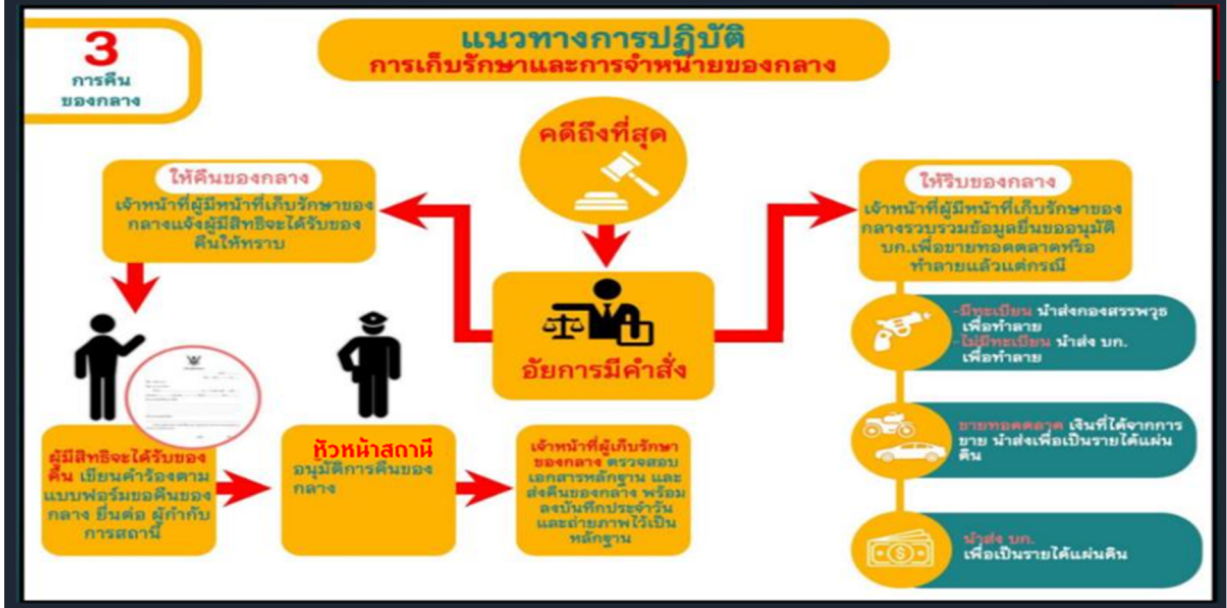 3
การคืน
ของกลาง
แนวทางการปฏิบัติ
การเก็บรักษาและการจำหน่ายของกลาง
คดีถึงที่สุด
อัยการมีคำสั่ง
ให้คืนของกลาง
เจ้าหน้าที่ผู้มีหน้าที่เก็บรักษาของ
กลางแจ้งผู้มีสิทธิจะได้รับของ
คืนให้ทราบ
ผู้มีสิทธิจะได้รับของ
คืน เขียนคำร้องตาม
แบบฟอร์มขอคืนของ
กลาง ยื่นต่อ ผู้กำกับ
การสถานี
หัวหน้าสถานี
อนุมัติการคืนของ
กลาง
เจ้าหน้าที่ผู้เก็บรักษา
ของกลาง ตรวจสอบ
เอกสารหลักฐาน และ
ส่งคืนของกลาง พร้อม
ลงบันทึกประจำวัน
และถ่ายภาพไว้เป็น
หลักฐาน
ให้ริบของกลาง
เจ้าหน้าที่ผู้มีหน้าที่เก็บรักษาของ
กลางรวบรวมข้อมูลยื่นขออนุมัติ
บก.เพื่อขายทอดตลาดหรือ
ทำลายแล้วแต่กรณี
-มีทะเบียน นำส่งกองสรรพวุธ
เพื่อทำลาย
-ไม่มีทะเบียน นำส่ง บก.
เพื่อทำลาย
ขายทอดตลาด เงินที่ได้จากการ
ขาย นำส่งเพื่อเป็นรายได้แผ่น
ดิน
นำส่ง บก.
เพื่อเป็นรายได้แผ่นดิน